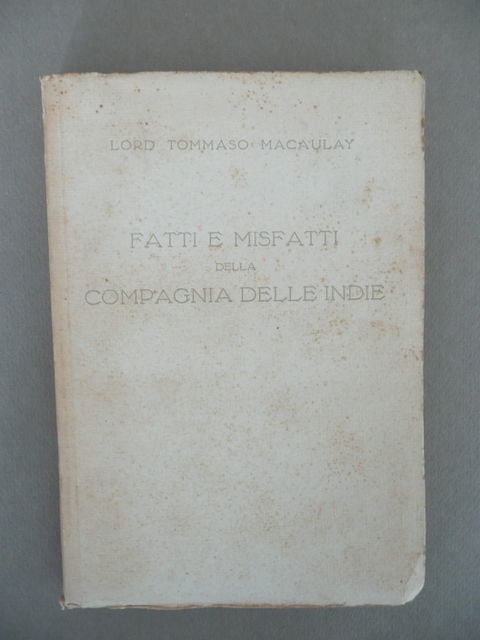 LORD TOMMASO MACAULAY
FATTI E MISFATTI
DELLA
COMPAGNIA DELLE INDIE